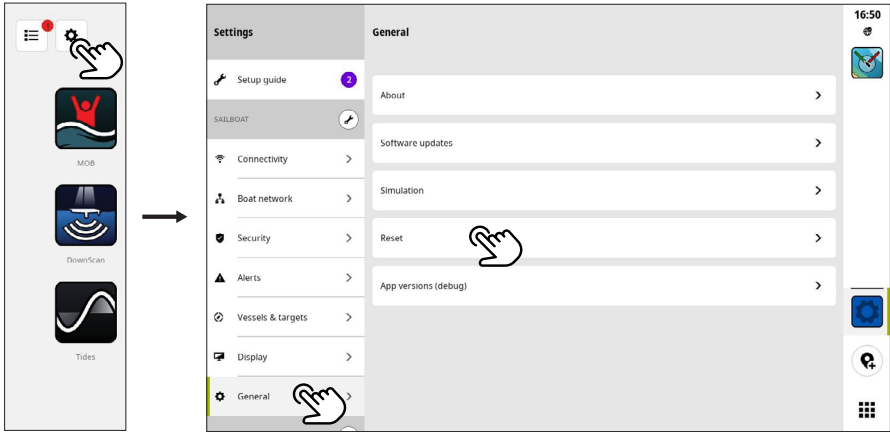 1
MOB
DownScan
Tides
Settings
Setup guide
2
SAILBOAT
Connectivity
Boat network
Security
Alerts
Vessels & targets
Display
General
General
About
Software updates
Simulation
Reset
App versions (debug)
16:50